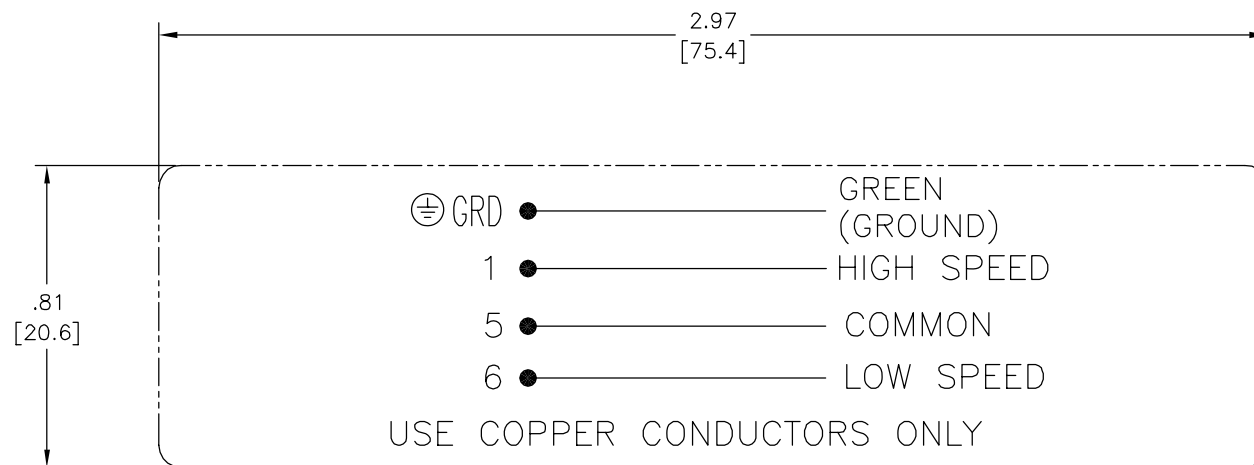 2.97
[75.4]
.81
[20.6]
GRD
GREEN
(GROUND)
1 HIGH SPEED
5 COMMON
6 LOW SPEED
USE COPPER CONDUCTORS ONLY